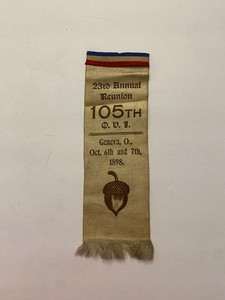 23rd Annual
Reunion
105TH
O. V. I.
Geneva, O.,
Oct. 6th and 7th,
1898.